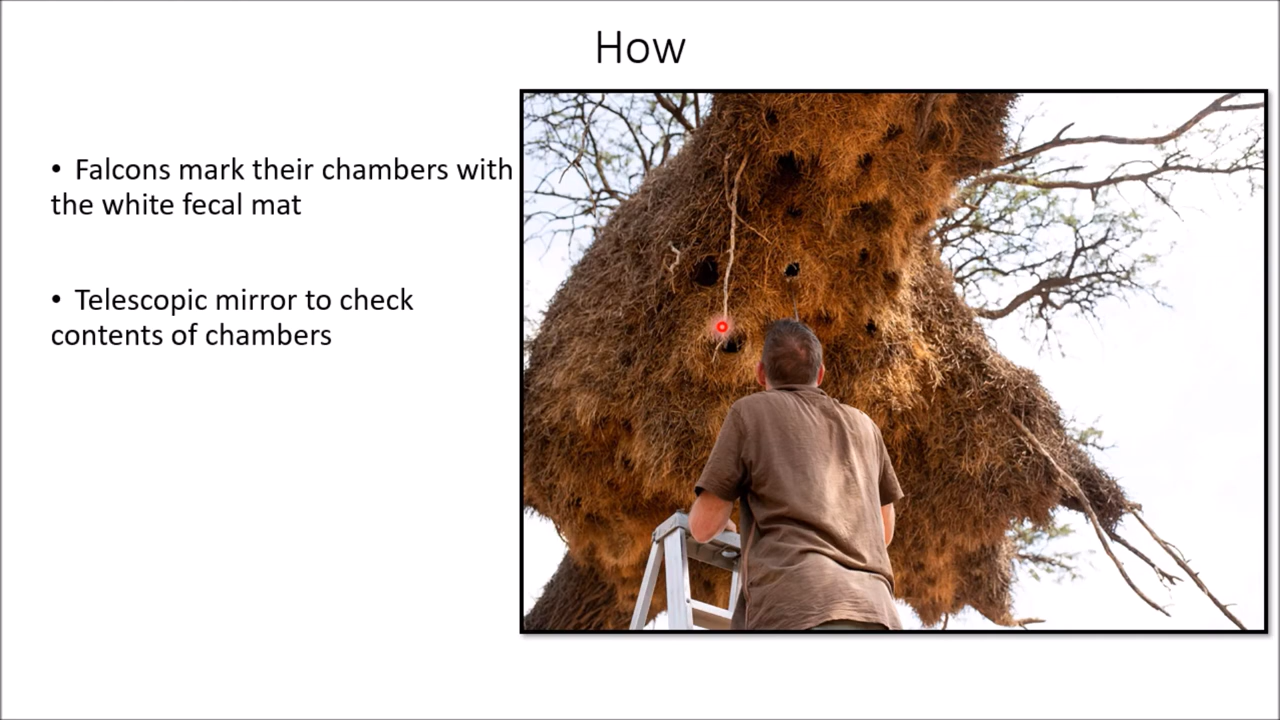 How
• Falcons mark their chambers with
the white fecal mat
• Telescopic mirror to check
contents of chambers